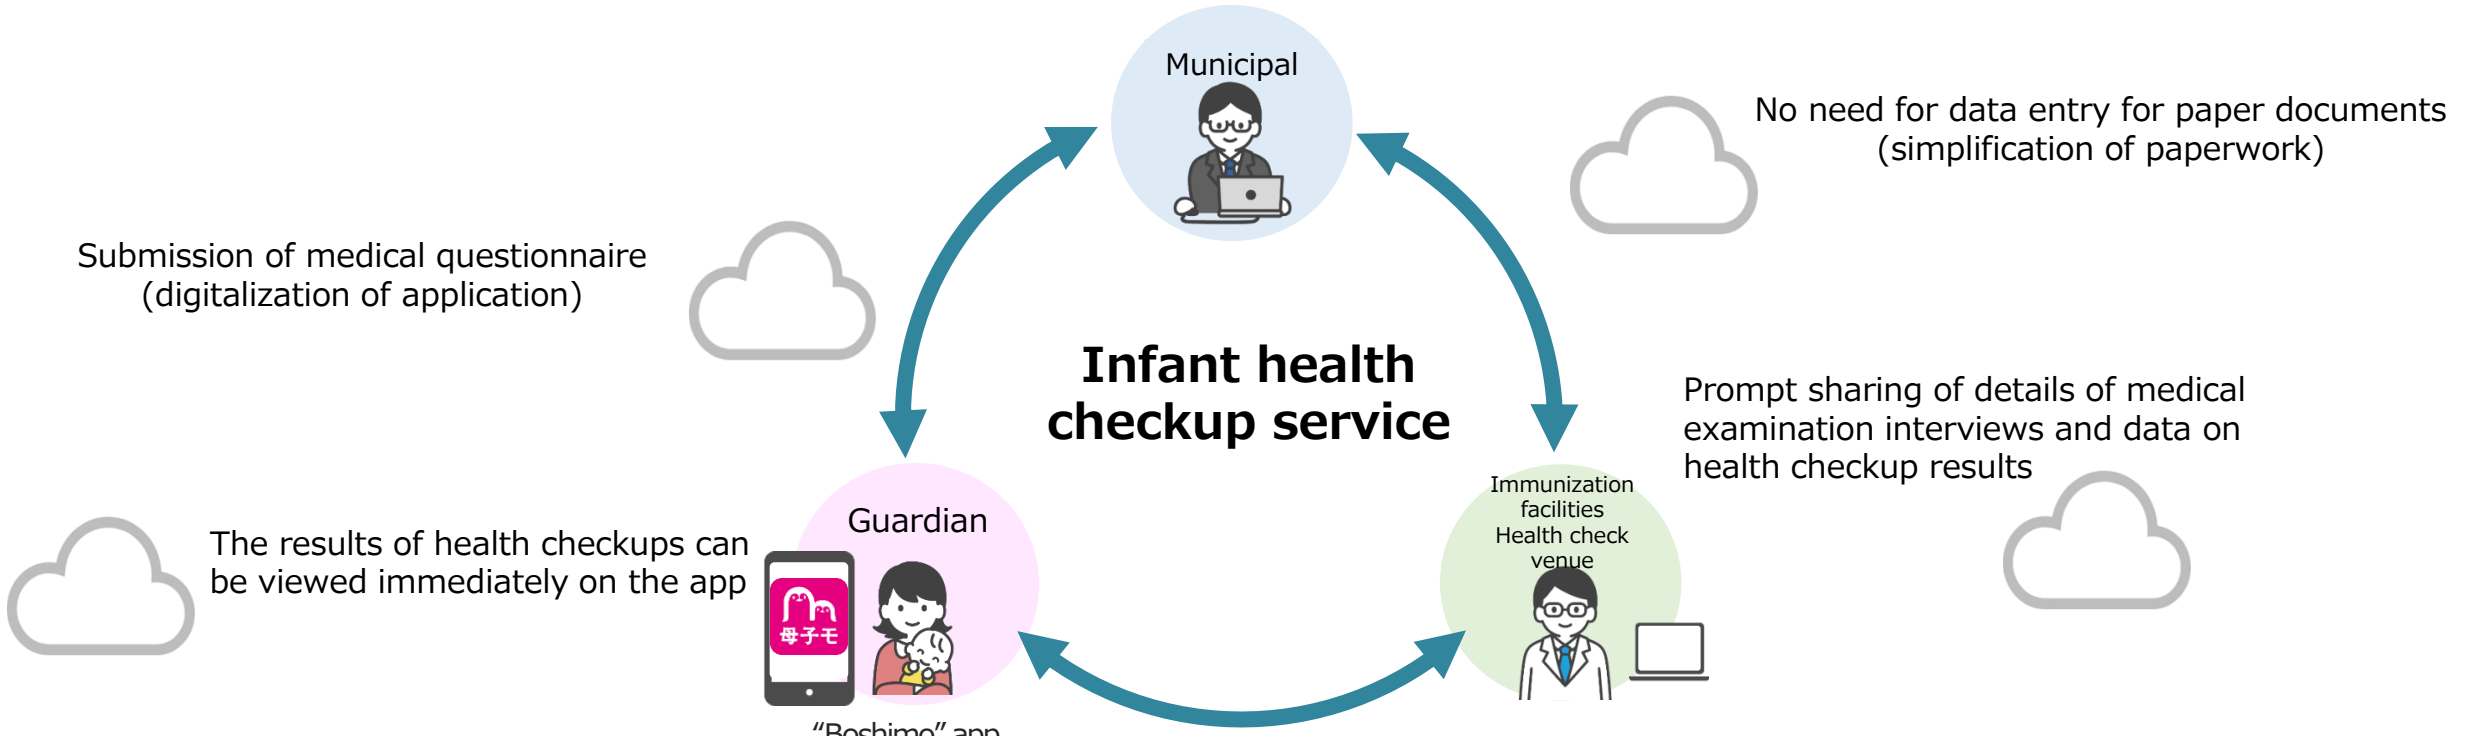 Municipal
No need for data entry for paper documents
(simplification of paperwork)
Submission of medical questionnaire
(digitalization of application)
Infant health
checkup service
Prompt sharing of details of medical
examination interviews and data on
health checkup results
Immunization
facilities
Health check
venue
Guardian
The results of health checkups can
be viewed immediately on the app
母子モ
“Boshimo” app